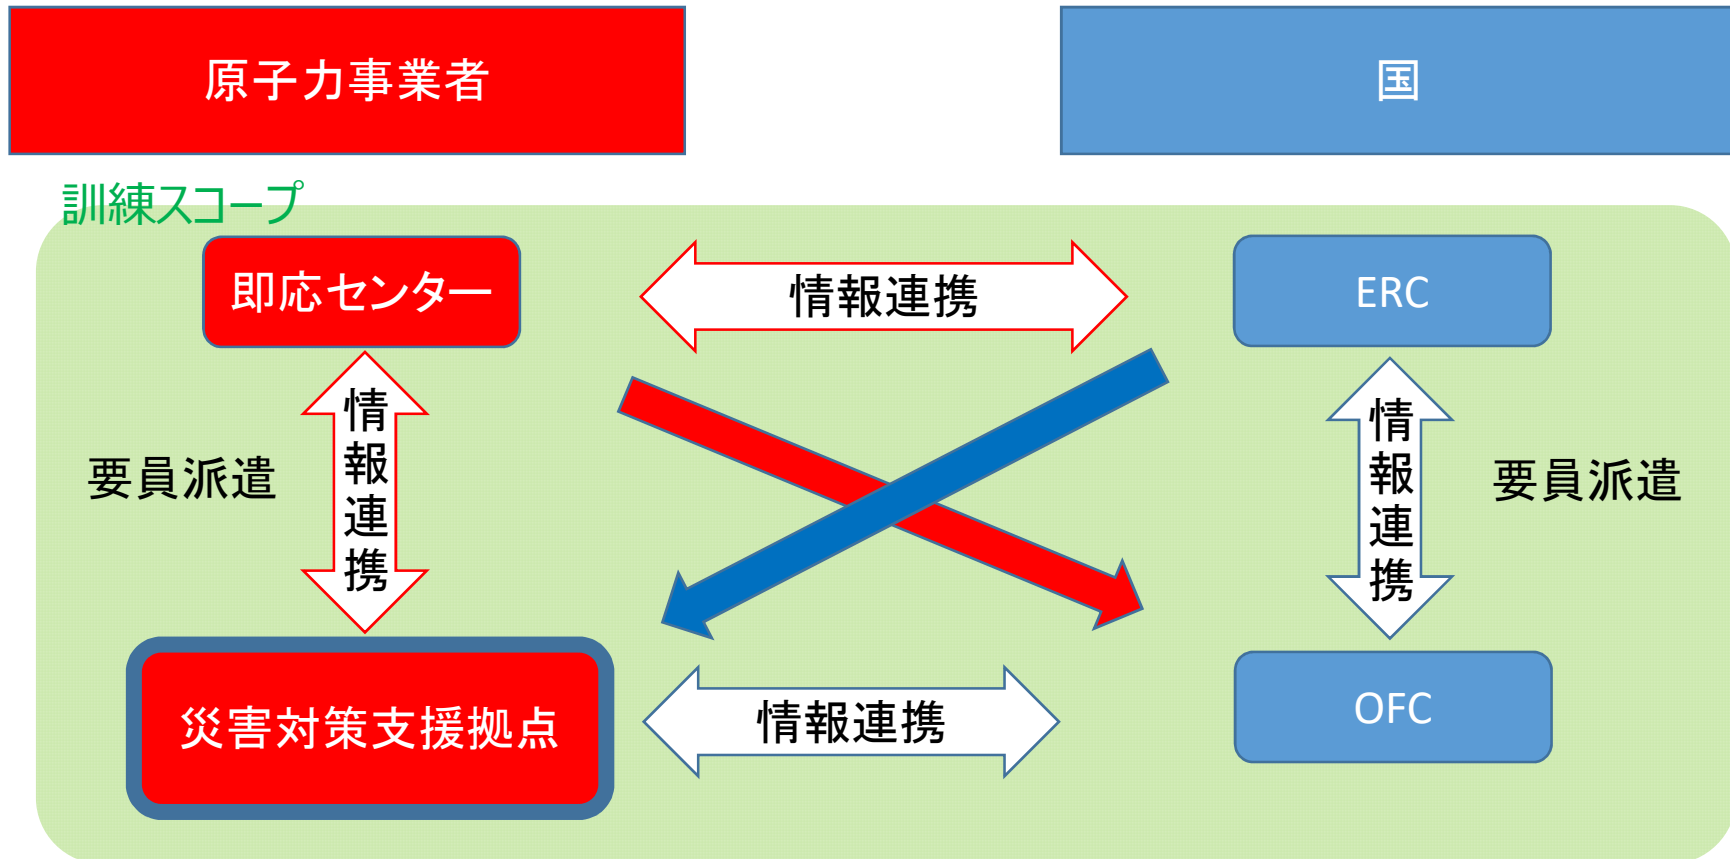 原子力事業者
国
訓練スコープ
即応センター
情報連携
ERC
要員派遣
情報連携
情報連携
要員派遣
災害対策支援拠点
情報連携
OFC